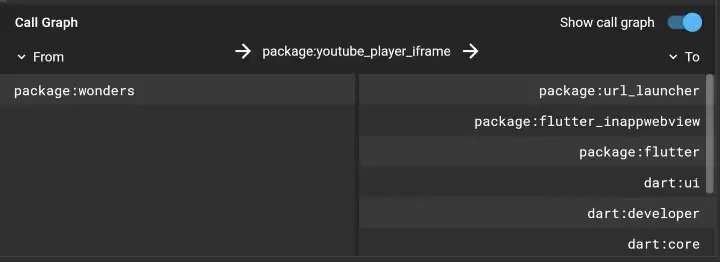 Call Graph
Show call graph
From
package:youtube_player_iframe
To
package:wonders
package:url_launcher
package:flutter_inappwebview
package:flutter
dart:ui
dart:developer
dart:core